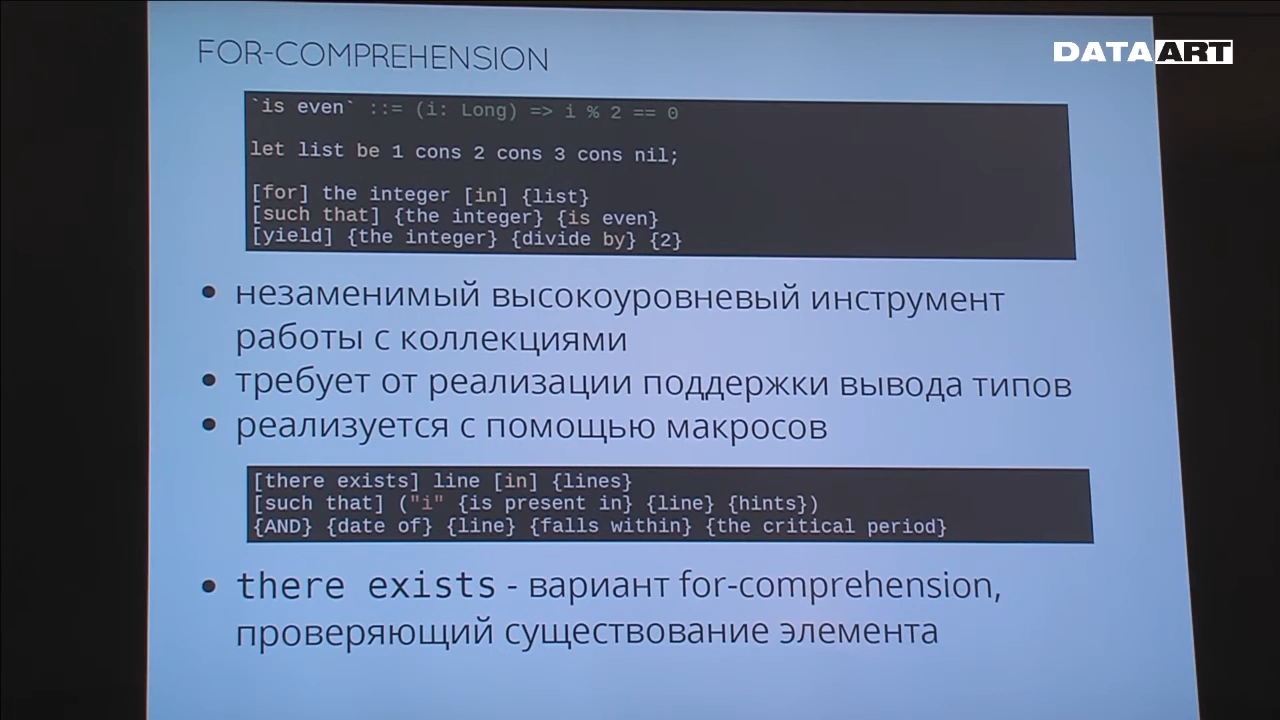 FOR-COMPREHENSION
DATAART
`is even` ::= (i: Long) => i % 2 == 0
let list be 1 cons 2 cons 3 cons nil;
[for] the integer [in] {list}
[such that] {the integer} {is even}
[yield] {the integer} {divide by} {2}
• незаменимый высокоуровневый инструмент
работы с коллекциями
• требует от реализации поддержки вывода типов
• реализуется с помощью макросов
[there exists] line [in] {lines}
[such that] ("i" {is present in} {line} {hints})
{AND} {date of} {line} {falls within} {the critical period}
• there exists - вариант for-comprehension,
проверяющий существование элемента